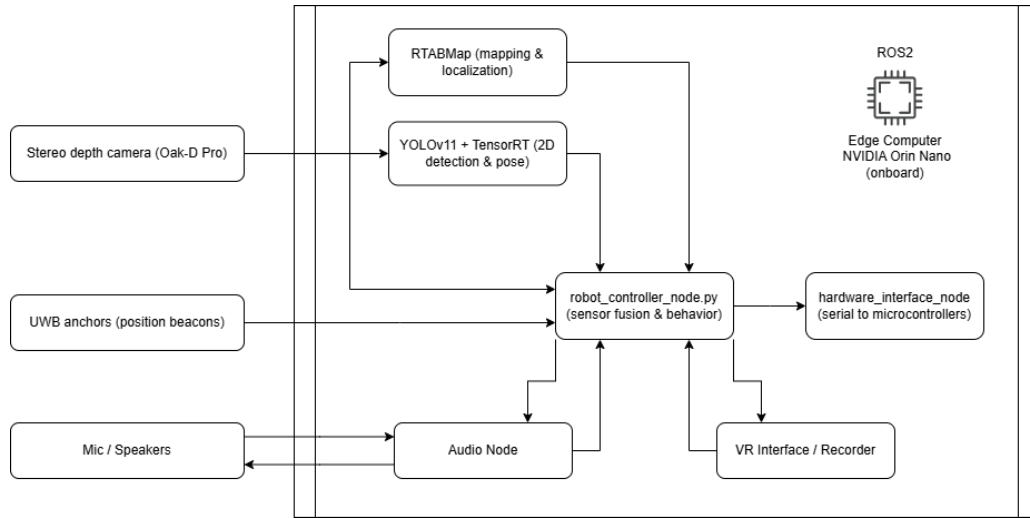 RTABMap (mapping &
localization)
ROS2
Stereo depth camera (Oak-D Pro)
YOLOv11 + TensorRT (2D
detection & pose)
Edge Computer
NVIDIA Orin Nano
(onboard)
UWB anchors (position beacons)
robot_controller_node.py
(sensor fusion & behavior)
hardware_interface_node
(serial to microcontrollers)
Mic / Speakers
Audio Node
VR Interface / Recorder